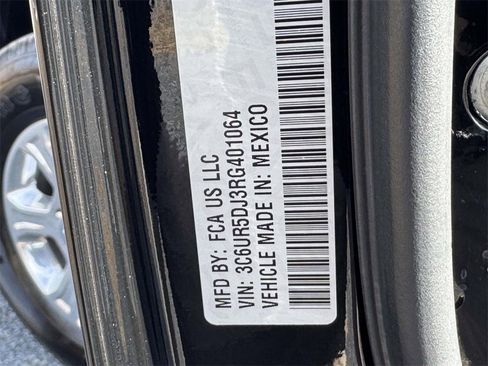 MFD BY: FCA US LLC
VIN: 3C6UR5DJ3RG401064
VEHICLE MADE IN: MEXICO